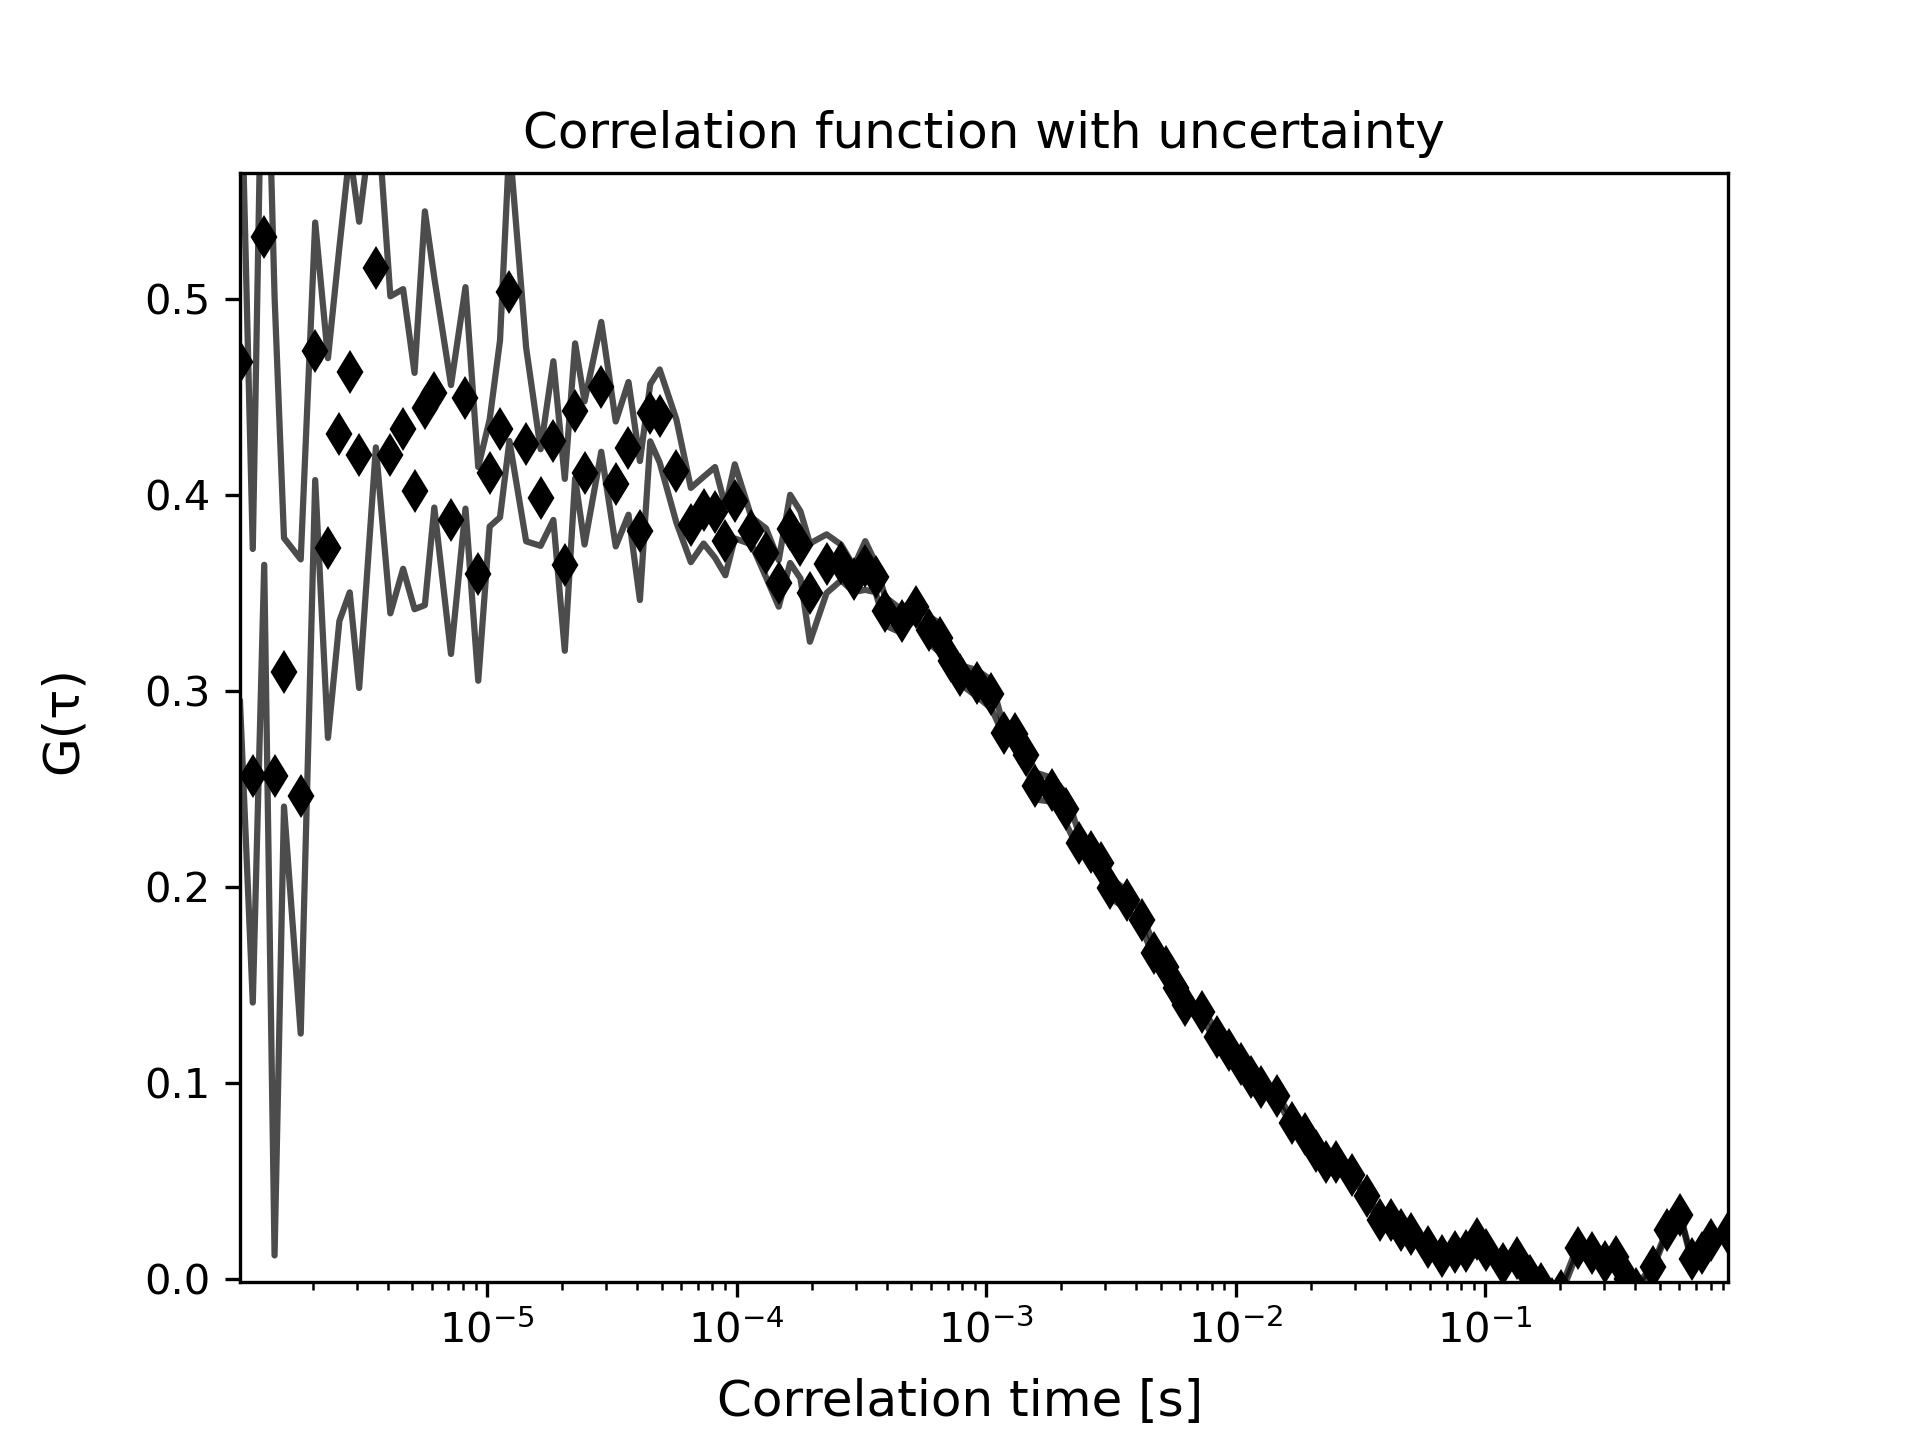 Correlation function with uncertainty
G(τ)
0.5
0.4
0.3
0.2
0.1
0.0
10⁻⁵ 10⁻⁴ 10⁻³ 10⁻² 10⁻¹
Correlation time [s]